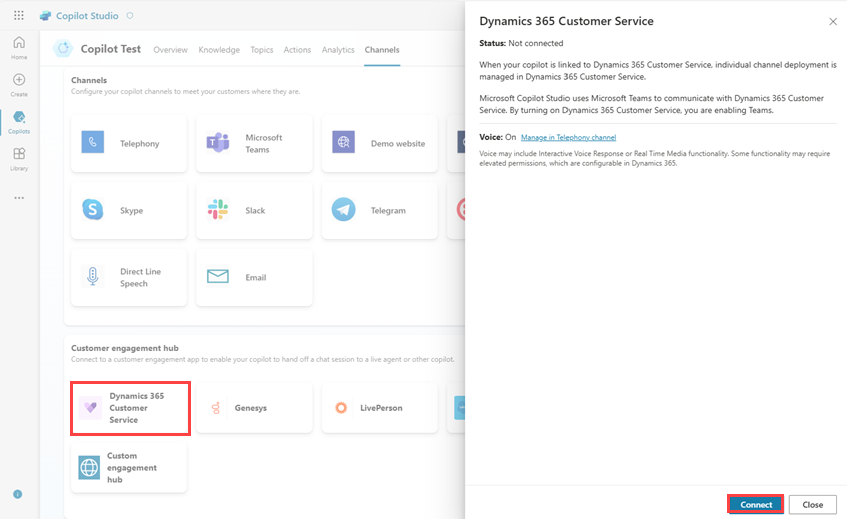 Copilot Studio
Home
Create
Copilots
Library
Copilot Test
Overview
Knowledge
Topics
Actions
Analytics
Channels
Channels
Configure your copilot channels to meet your customers where they are.
Telephony
Microsoft
Teams
Demo website
Skype
Slack
Telegram
Direct Line
Speech
Email
Customer engagement hub
Connect to a customer engagement app to enable your copilot to hand off a chat session to a live agent or other copilot.
Dynamics 365
Customer
Service
Genesys
LivePerson
Custom
engagement
hub
Dynamics 365 Customer Service
Status: Not connected
When your copilot is linked to Dynamics 365 Customer Service, individual channel deployment is
managed in Dynamics 365 Customer Service.
Microsoft Copilot Studio uses Microsoft Teams to communicate with Dynamics 365 Customer
Service. By turning on Dynamics 365 Customer Service, you are enabling Teams.
Voice: On Manage in Telephony channel
Voice may include Interactive Voice Response or Real Time Media functionality. Some functionality may require
elevated permissions, which are configurable in Dynamics 365.
Connect
Close